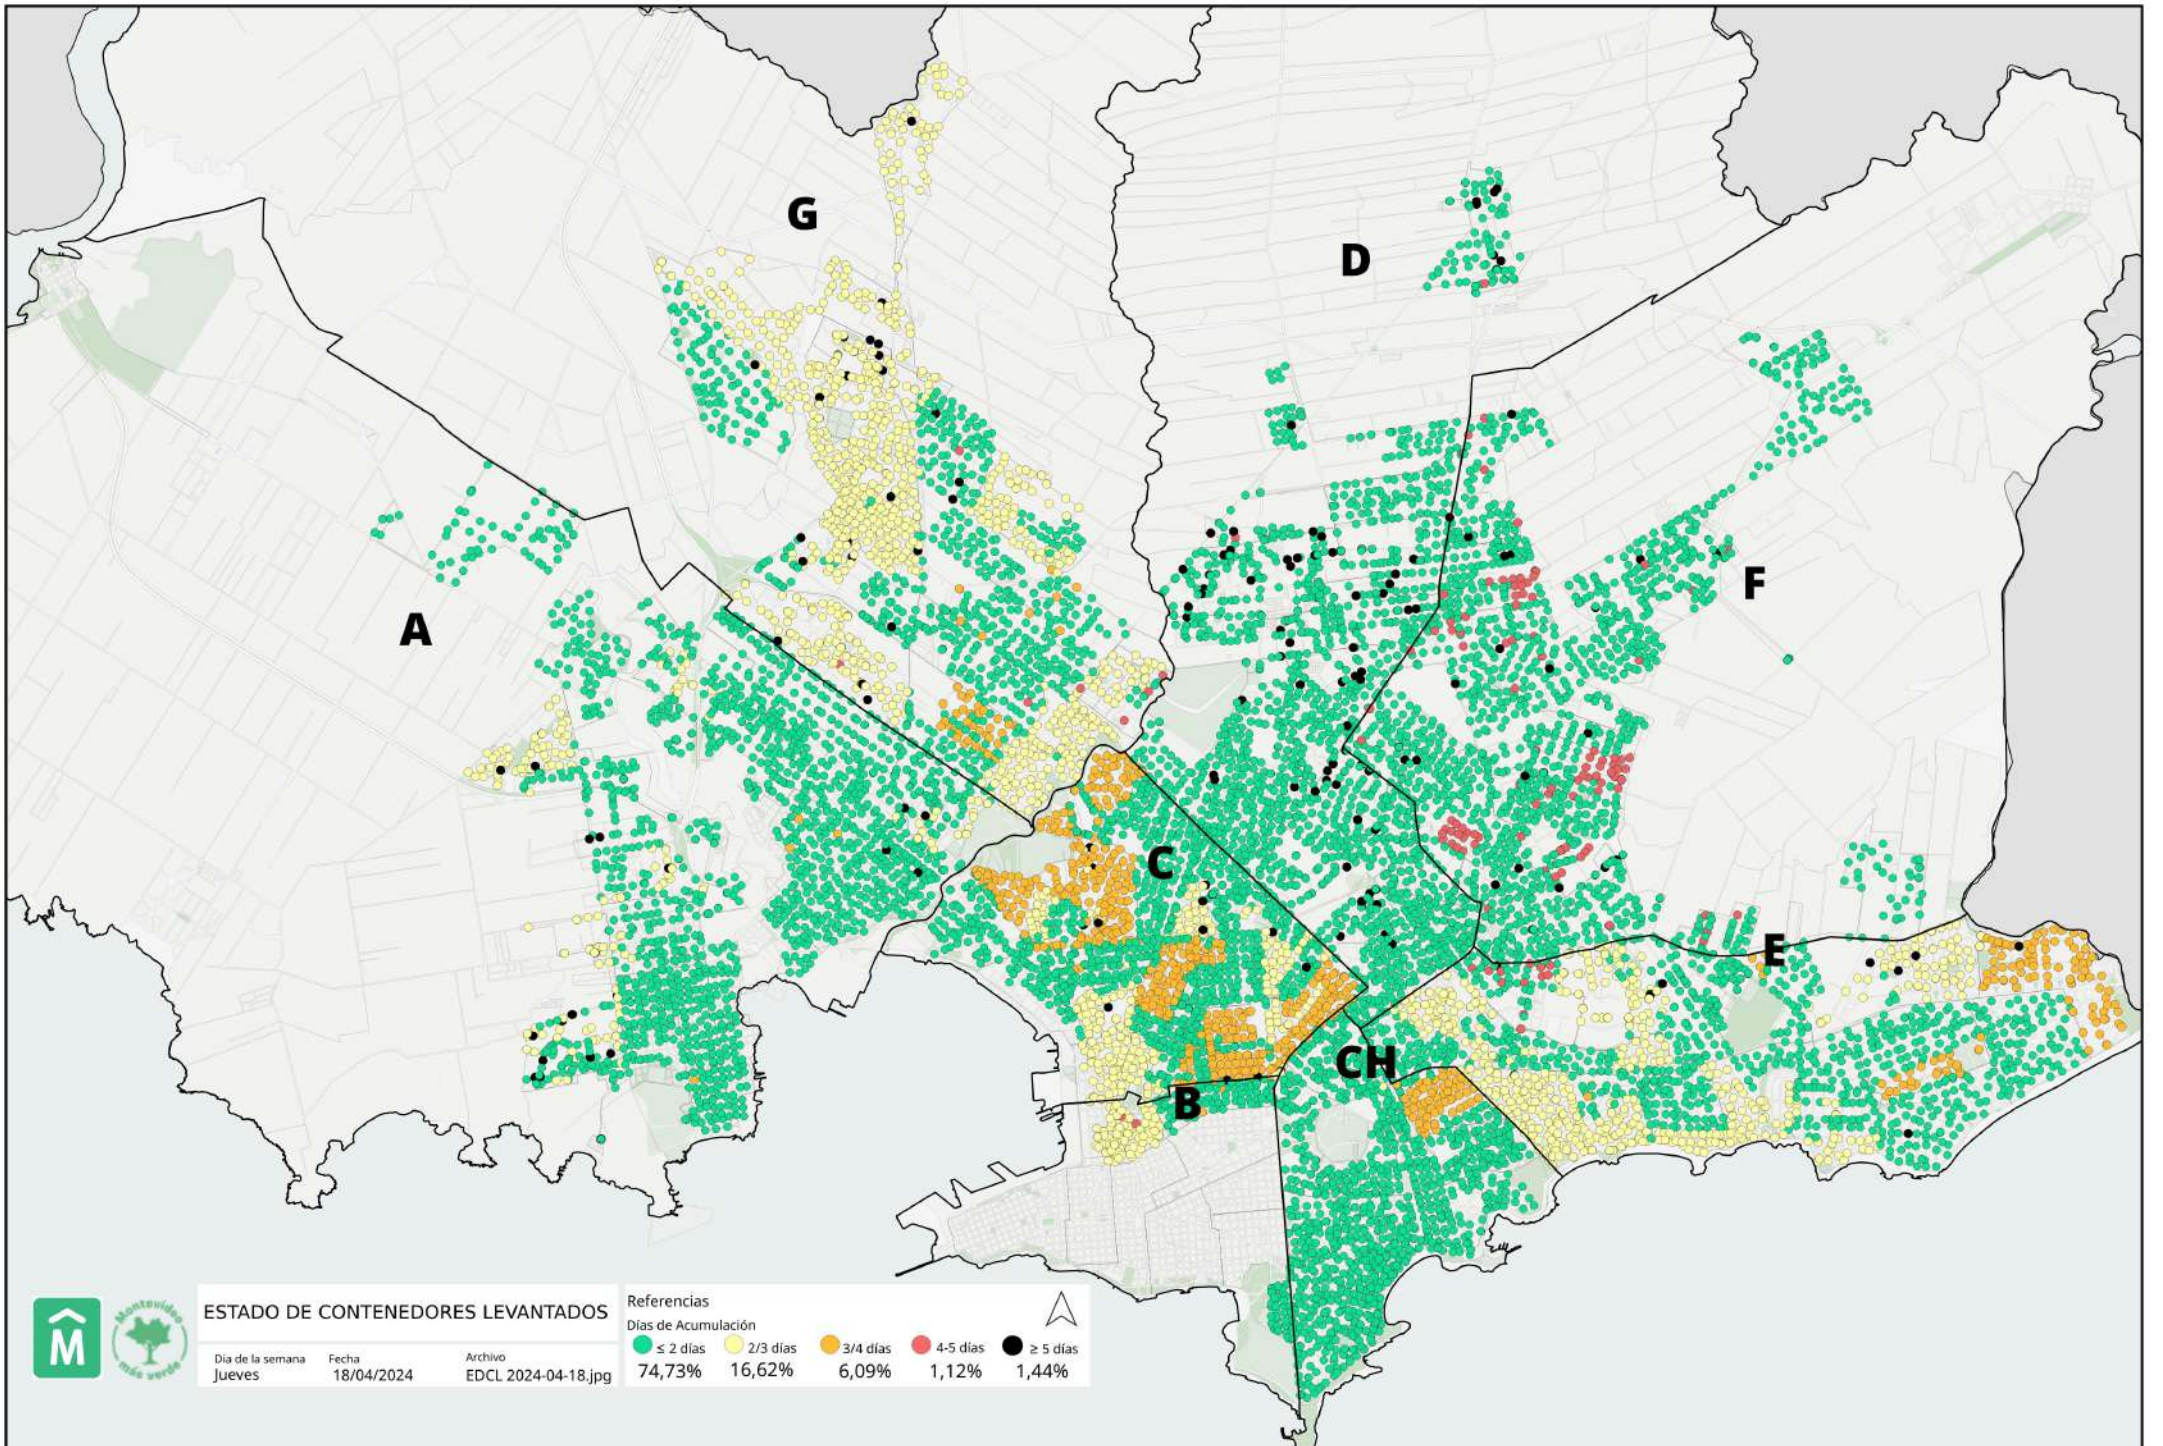 G
D
F
A
C
E
CH
B
Montevideo
más verde
M
ESTADO DE CONTENEDORES LEVANTADOS
Dia de la semana
Jueves
Fecha
18/04/2024
Archivo
EDCL 2024-04-18.jpg
Referencias
Días de Acumulación
≤ 2 días
2/3 días
3/4 días
4-5 días
≥ 5 días
74,73%
16,62%
6,09%
1,12%
1,44%